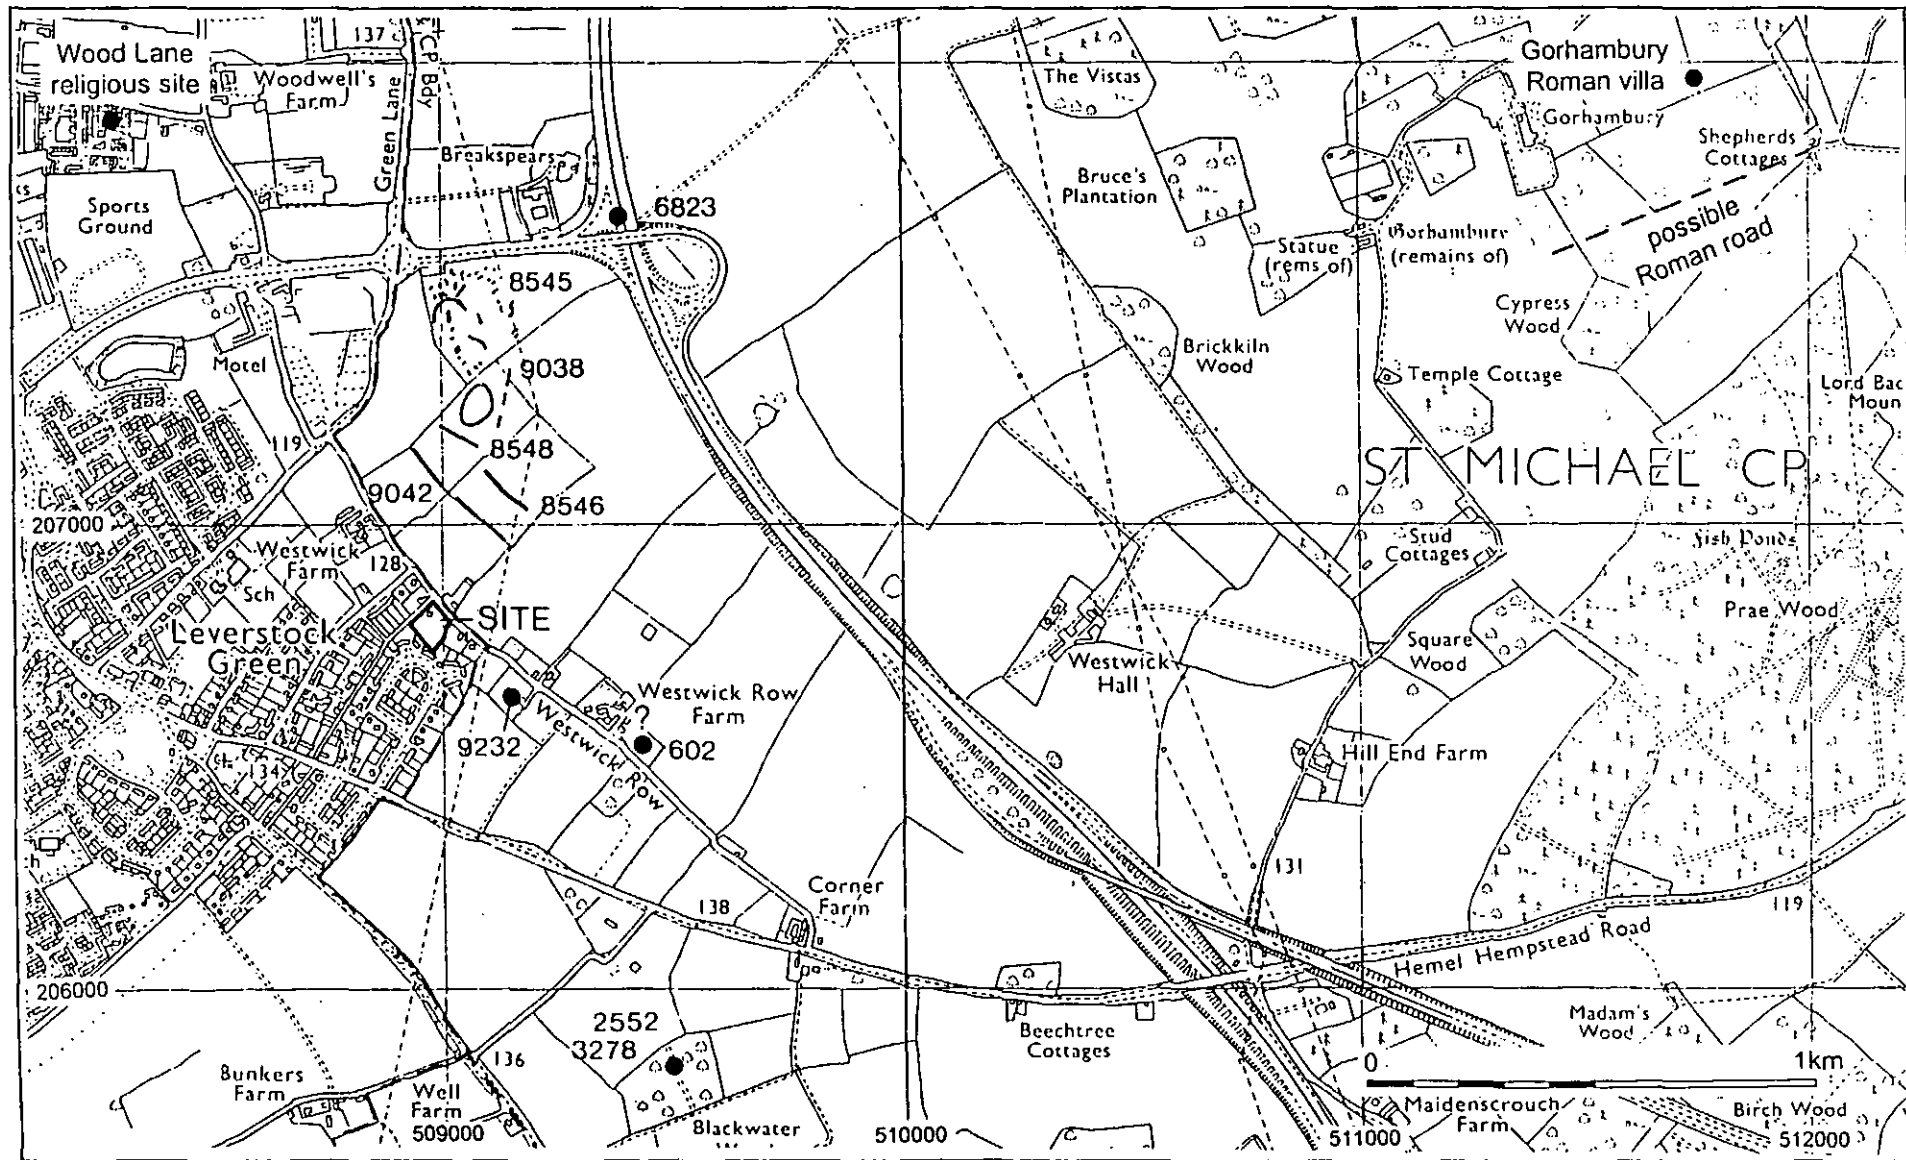 Wood Lane
religious site
137
CP Bdy
Woodwell's
Farm
Green Lane
Breakspears
Sports
Ground
6823
The Vistas
Gorhambury
Roman villa
Gorhambury
Shepherds
Cottages
Bruce's
Plantation
possible
Roman road
Statue
(rems of)
Gorhambury
(remains of)
Cypress
Wood
8545
Motel
9038
Brickkiln
Wood
Temple Cottage
Lord Bac
Moun
119
8548
9042
8546
ST MICHAEL CP
207000
Westwick
Farm
128
Sch
Stud
Cottages
Fish Ponds
Prae Wood
SITE
Leverstock
Green
Square
Wood
Westwick
Hall
Westwick Row
Farm
?
602
9232
Westwick Row
Hill End Farm
134
131
Corner
Farm
138
119
Hemel Hempstead Road
206000
2552
3278
Beechtree
Cottages
Madam's
Wood
0
1km
136
Bunkers
Farm
Well
Farm
Blackwater
Maidenscrouch
Farm
Birch Wood
509000
510000
511000
512000